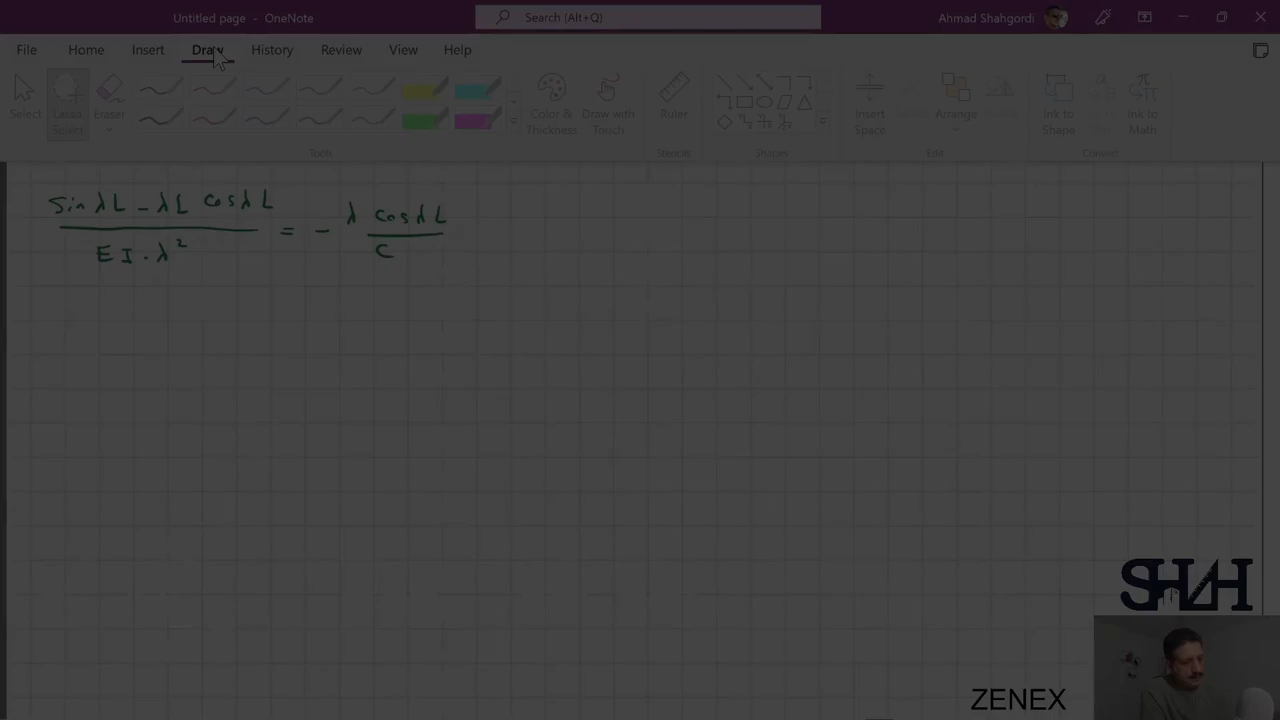 Untitled page - OneNote
Search (Alt+Q)
Ahmad Shahgordi
File Home Insert Draw History Review View Help
Select
Lasso Select
Eraser
Color & Thickness
Draw with Touch
Ruler
Insert Space
Arrange
Ink to Shape
Ink to Math
Tools
Stencils
Shapes
Edit
Convert
sin λL - λL cos λL / EI . λ² = - λ cos λL / C
SHAH
ZENEX